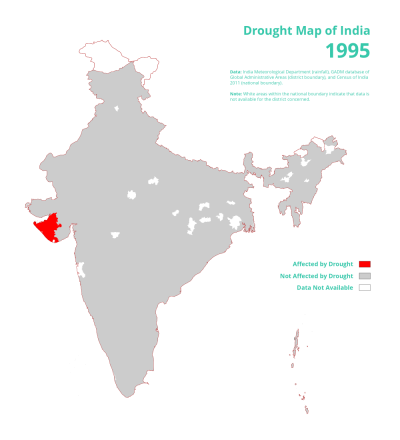 Drought Map of India
1995
Data: India Meteorological Department (rainfall), GADM database of
Global Administrative Areas (district boundary), and Census of India
2011 (national boundary).
Note: White areas within the national boundary indicate that data is
not available for the district concerned.
Affected by Drought
Not Affected by Drought
Data Not Available